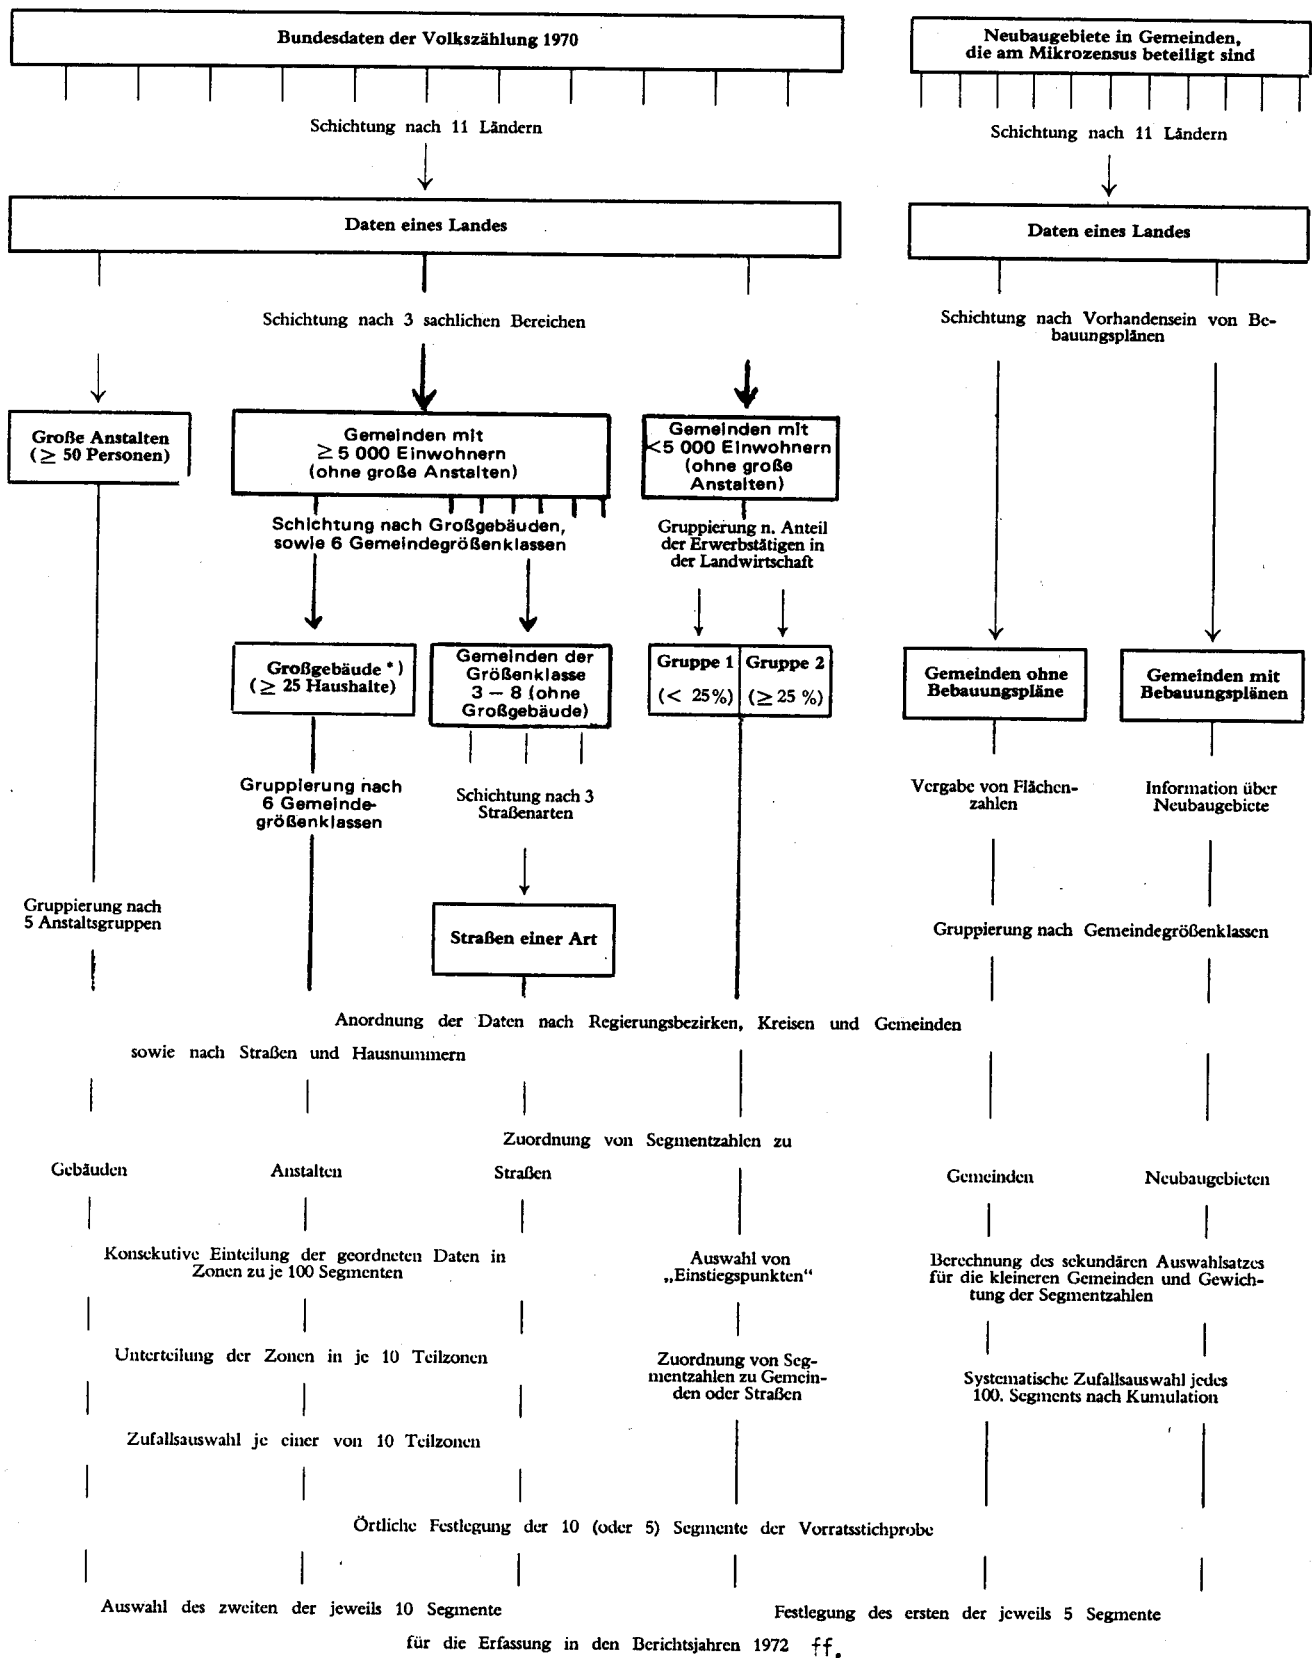 Bundesdaten der Volkszählung 1970
Neubaugebiete in Gemeinden,
die am Mikrozensus beteiligt sind
Schichtung nach 11 Ländern
Schichtung nach 11 Ländern
Daten eines Landes
Daten eines Landes
Schichtung nach 3 sachlichen Bereichen
Schichtung nach Vorhandensein von Be-
bauungsplänen
Große Anstalten
(≥ 50 Personen)
Gemeinden mit
≥ 5 000 Einwohnern
(ohne große Anstalten)
Gemeinden mit
<5 000 Einwohnern
(ohne große
Anstalten)
Schichtung nach Großgebäuden,
sowie 6 Gemeindegrößenklassen
Gruppierung n. Anteil
der Erwerbstätigen in
der Landwirtschaft
Großgebäude *)
(≥ 25 Haushalte)
Gemeinden der
Größenklasse
3 – 8 (ohne
Großgebäude)
Gruppe 1
(< 25%)
Gruppe 2
(≥ 25 %)
Gemeinden ohne
Bebauungspläne
Gemeinden mit
Bebauungsplänen
Gruppierung nach
6 Gemeinde-
größenklassen
Schichtung nach 3
Straßenarten
Vergabe von Flächen-
zahlen
Information über
Neubaugebiete
Gruppierung nach
5 Anstaltsgruppen
Straßen einer Art
Gruppierung nach Gemeindegrößenklassen
Anordnung der Daten nach Regierungsbezirken, Kreisen und Gemeinden
sowie nach Straßen und Hausnummern
Zuordnung von Segmentzahlen zu
Gebäuden
Anstalten
Straßen
Gemeinden
Neubaugebieten
Konsekutive Einteilung der geordneten Daten in
Zonen zu je 100 Segmenten
Auswahl von
„Einstiegspunkten“
Berechnung des sekundären Auswahlsatzes
für die kleineren Gemeinden und Gewich-
tung der Segmentzahlen
Unterteilung der Zonen in je 10 Teilzonen
Zuordnung von Seg-
mentzahlen zu Gemein-
den oder Straßen
Systematische Zufallsauswahl jedes
100. Segments nach Kumulation
Zufallsauswahl je einer von 10 Teilzonen
Örtliche Festlegung der 10 (oder 5) Segmente der Vorratsstichprobe
Auswahl des zweiten der jeweils 10 Segmente
Festlegung des ersten der jeweils 5 Segmente
für die Erfassung in den Berichtsjahren 1972 ff.